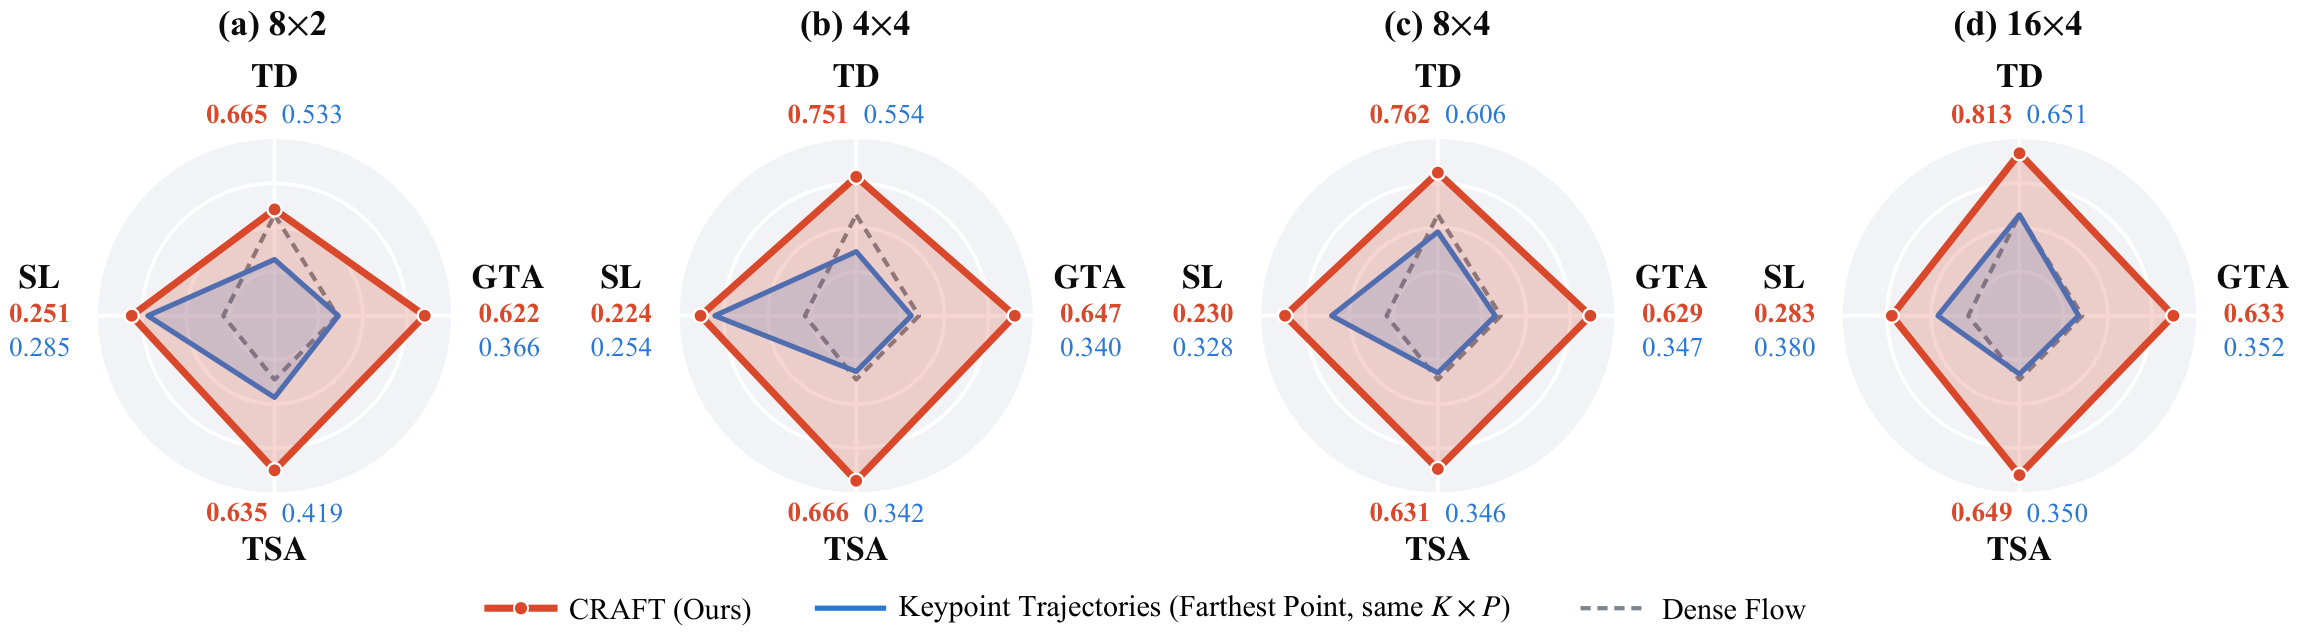 (a) 8×2
TD
0.665 0.533
SL
0.251
0.285
GTA
0.622
0.366
0.635 0.419
TSA
(b) 4×4
TD
0.751 0.554
SL
0.224
0.254
GTA
0.647
0.340
0.666 0.342
TSA
(c) 8×4
TD
0.762 0.606
SL
0.230
0.328
GTA
0.629
0.347
0.631 0.346
TSA
(d) 16×4
TD
0.813 0.651
SL
0.283
0.380
GTA
0.633
0.352
0.649 0.350
TSA
CRAFT (Ours)
Keypoint Trajectories (Farthest Point, same K × P)
Dense Flow